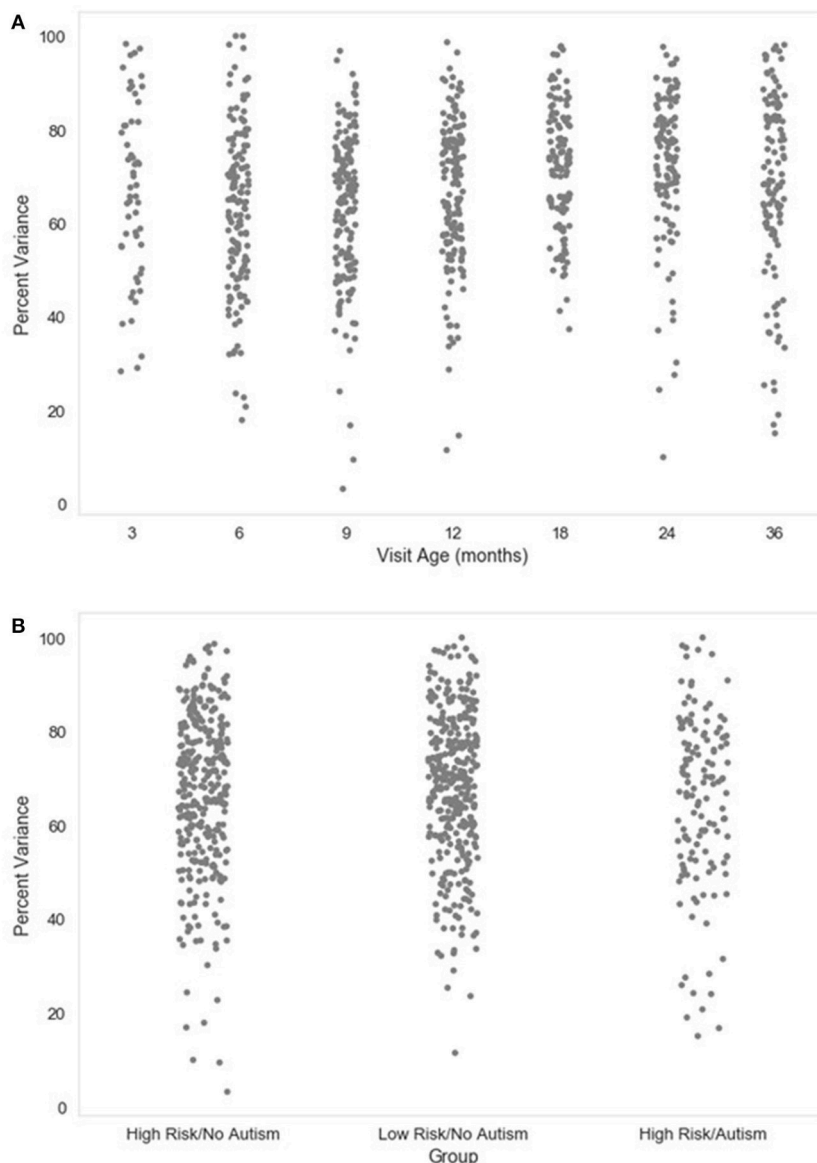 A
100
80
60
40
20
0
Percent Variance
3 6 9 12 18 24 36
Visit Age (months)
B
100
80
60
40
20
0
Percent Variance
High Risk/No Autism Low Risk/No Autism High Risk/Autism
Group